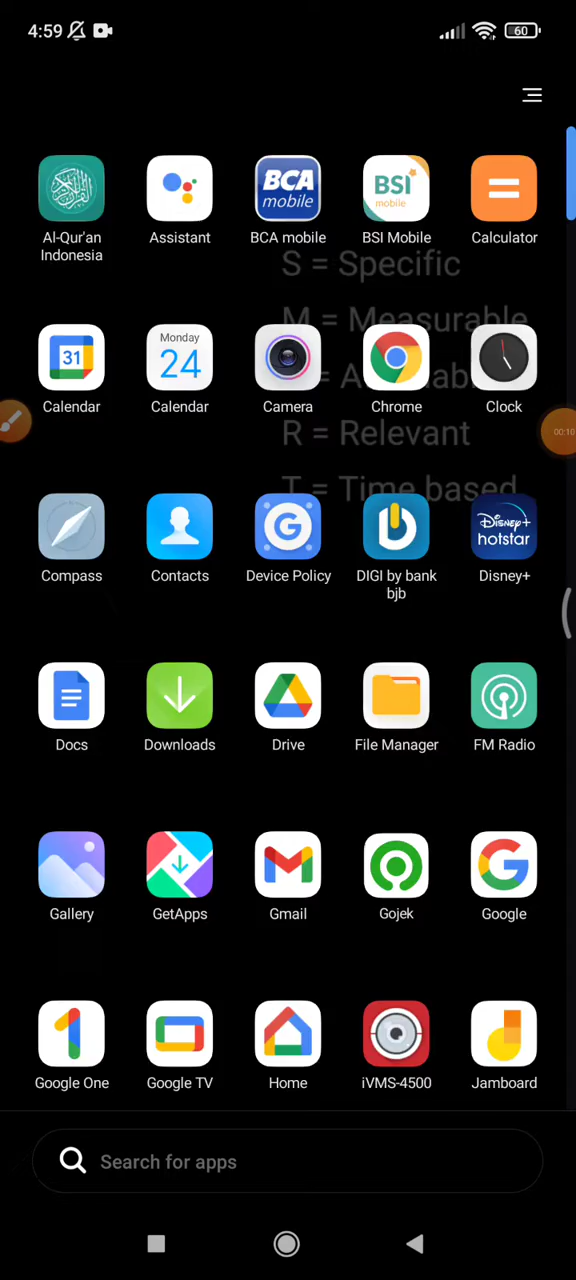 4:59 60
Al-Qur'an Indonesia
Assistant
BCA mobile
BCA mobile
BSI mobile
BSI Mobile
Calculator
S = Specific
M = Measurable
31
Calendar
Monday
24
Calendar
Camera
Chrome
Clock
R = Relevant
00:10
T = Time based
Compass
Contacts
G
Device Policy
DIGI by bank bjb
Disney+ hotstar
Disney+
Docs
Downloads
Drive
File Manager
FM Radio
Gallery
GetApps
Gmail
Gojek
G
Google
Google One
Google TV
Home
iVMS-4500
Jamboard
Search for apps